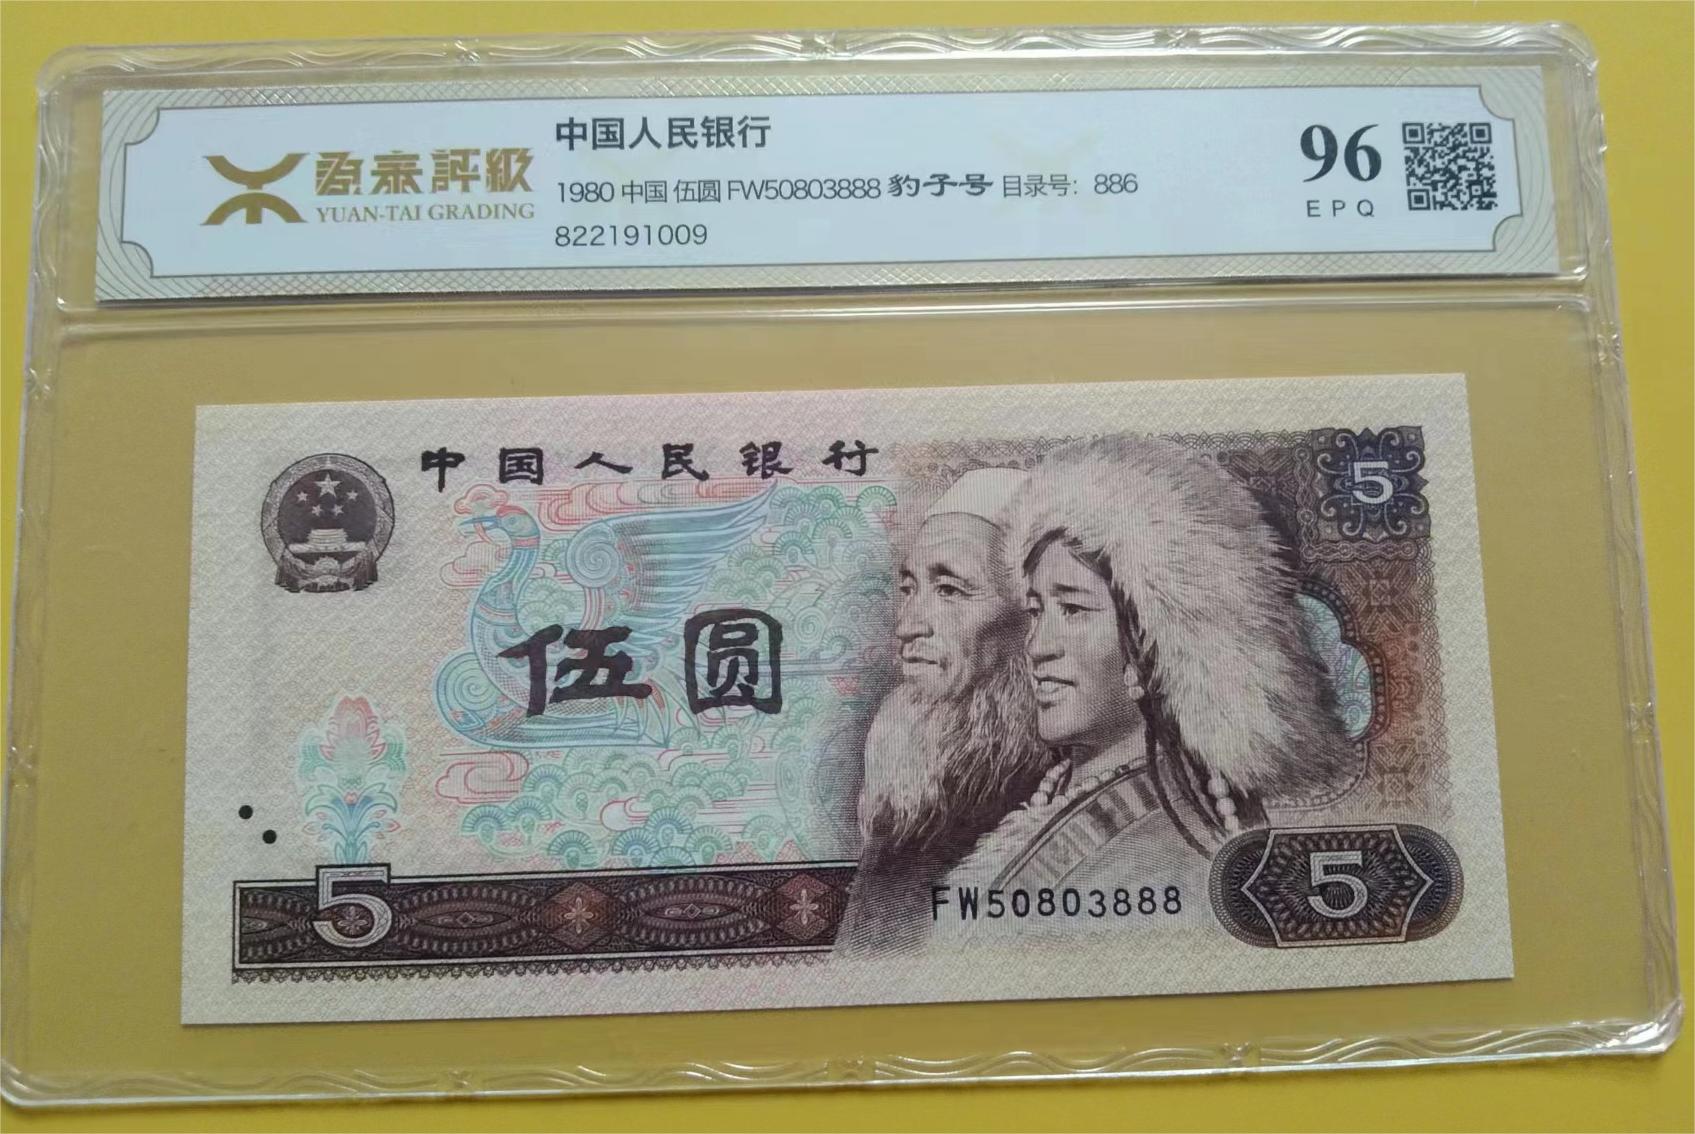 源泰評級
YUAN-TAI GRADING
中国人民银行
1980 中国 伍圆 FW50803888 豹子号 目录号: 886
822191009
96
EPQ
中国人民银行
5
伍圆
5
FW50803888
5